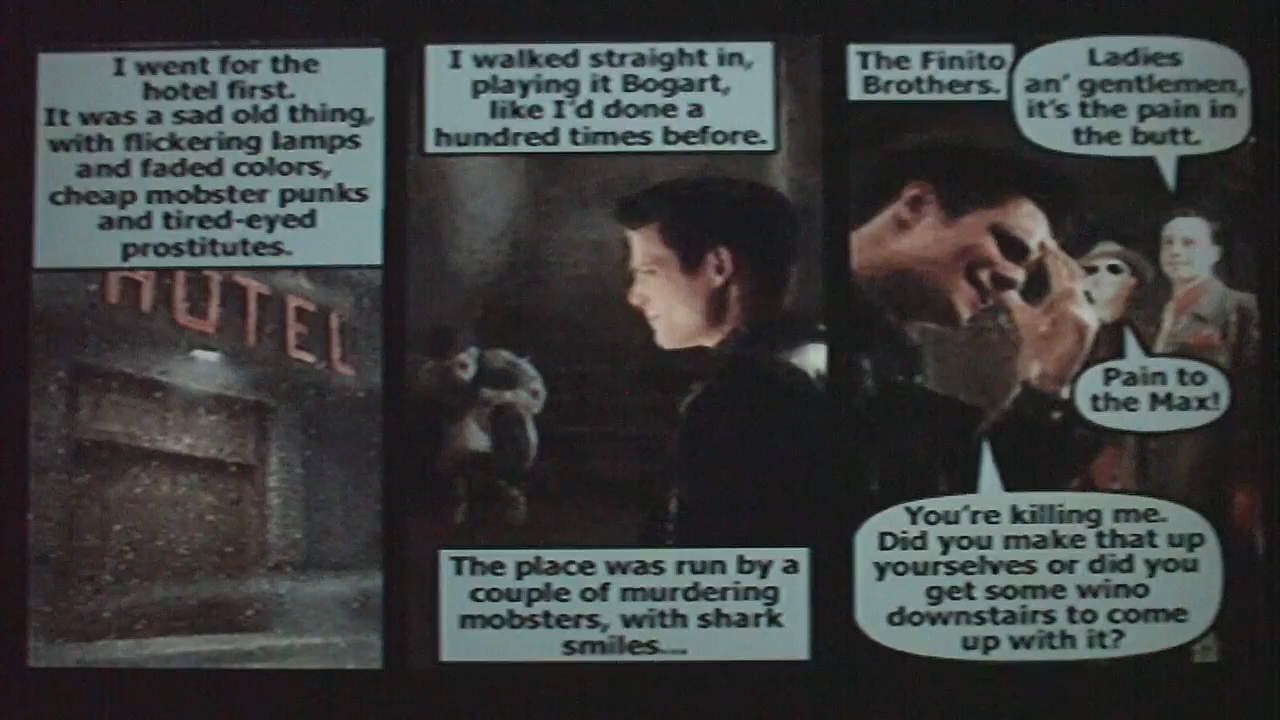 I went for the
hotel first.
It was a sad old thing,
with flickering lamps
and faded colors,
cheap mobster punks
and tired-eyed
prostitutes.
HOTEL
I walked straight in,
playing it Bogart,
like I'd done a
hundred times before.
The place was run by a
couple of murdering
mobsters, with shark
smiles...
The Finito
Brothers.
Ladies
an' gentlemen,
it's the pain in
the butt.
Pain to
the Max!
You're killing me.
Did you make that up
yourselves or did you
get some wino
downstairs to come
up with it?